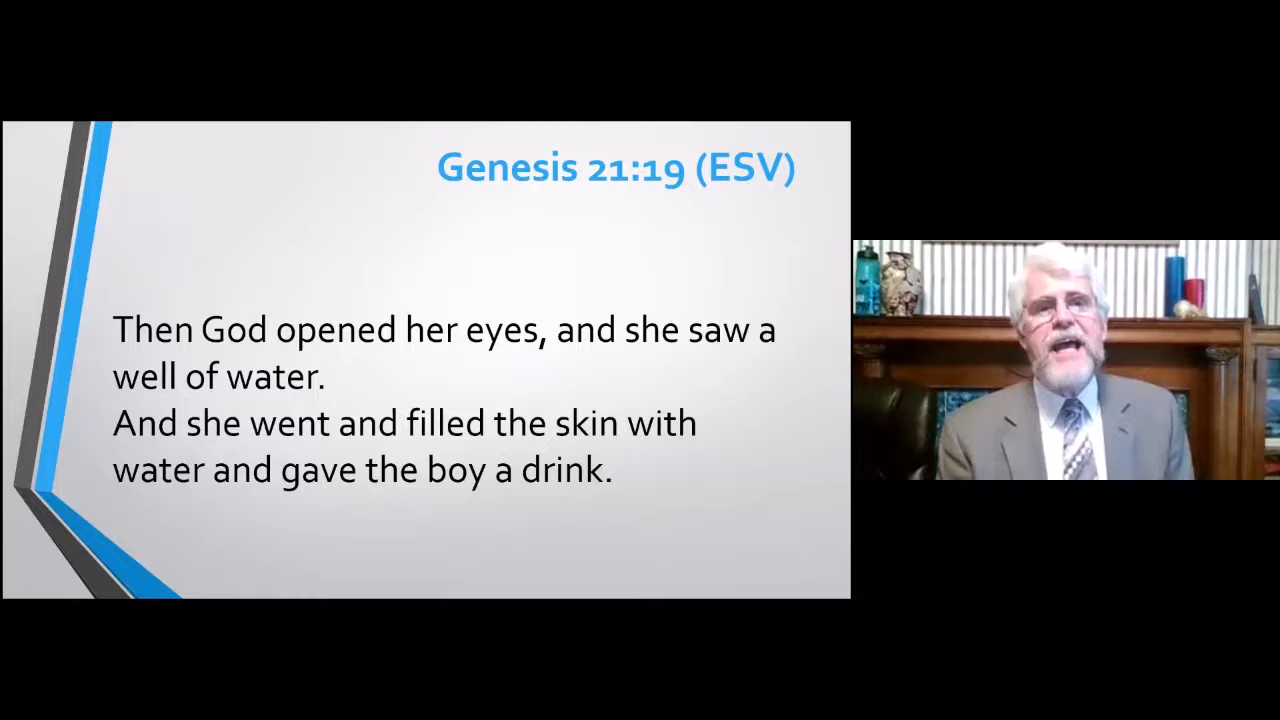 Genesis 21:19 (ESV)
Then God opened her eyes, and she saw a
well of water.
And she went and filled the skin with
water and gave the boy a drink.